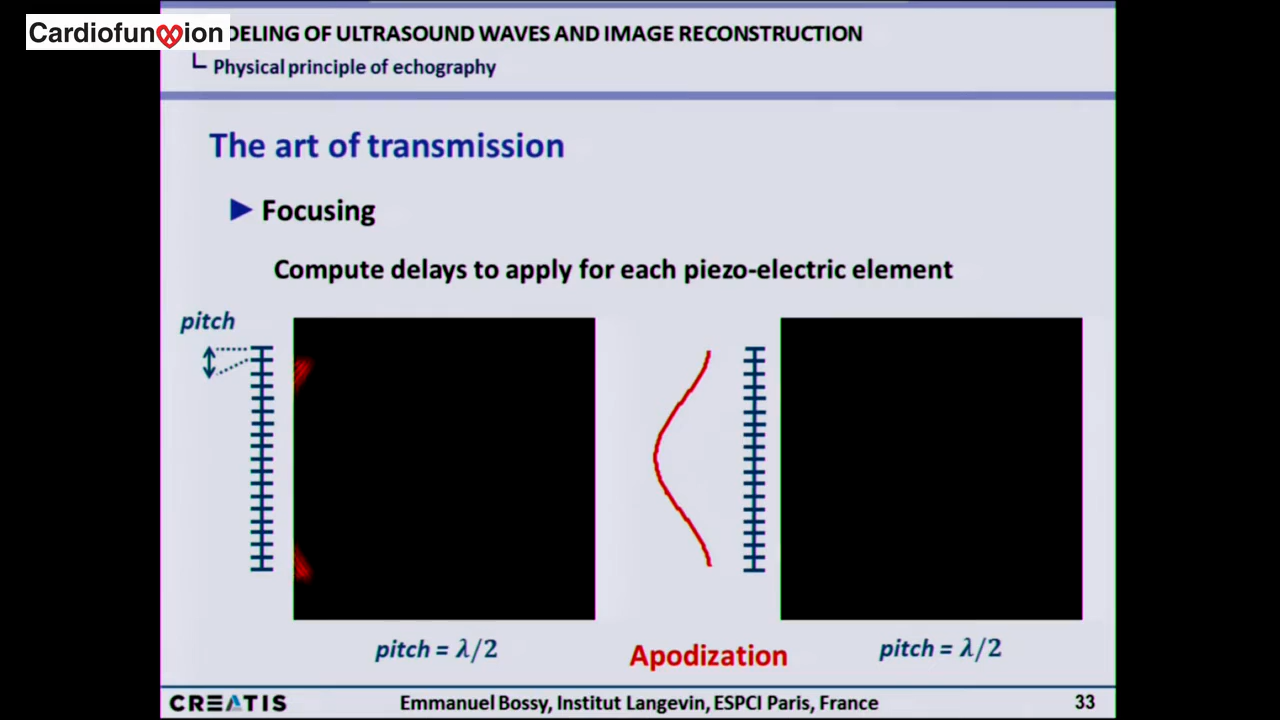 Cardiofunxion
DELING OF ULTRASOUND WAVES AND IMAGE RECONSTRUCTION
Physical principle of echography
The art of transmission
Focusing
Compute delays to apply for each piezo-electric element
pitch
pitch = λ/2
Apodization
pitch = λ/2
CREATIS
Emmanuel Bossy, Institut Langevin, ESPCI Paris, France
33